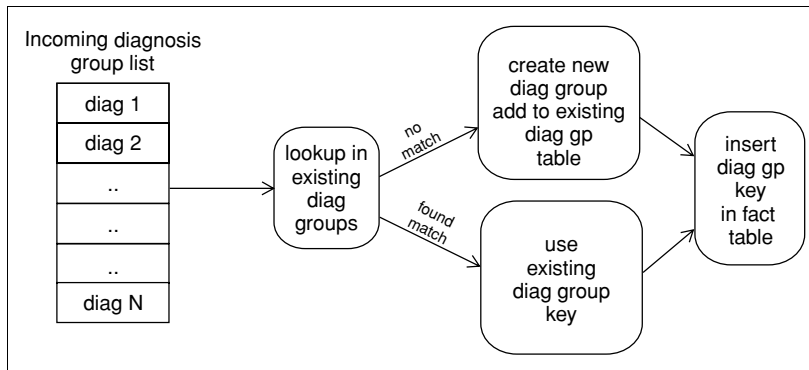 Incoming diagnosis
group list
diag 1
diag 2
..
..
..
diag N
lookup in
existing
diag
groups
no
match
found
match
create new
diag group
add to existing
diag gp
table
use
existing
diag group
key
insert
diag gp
key
in fact
table